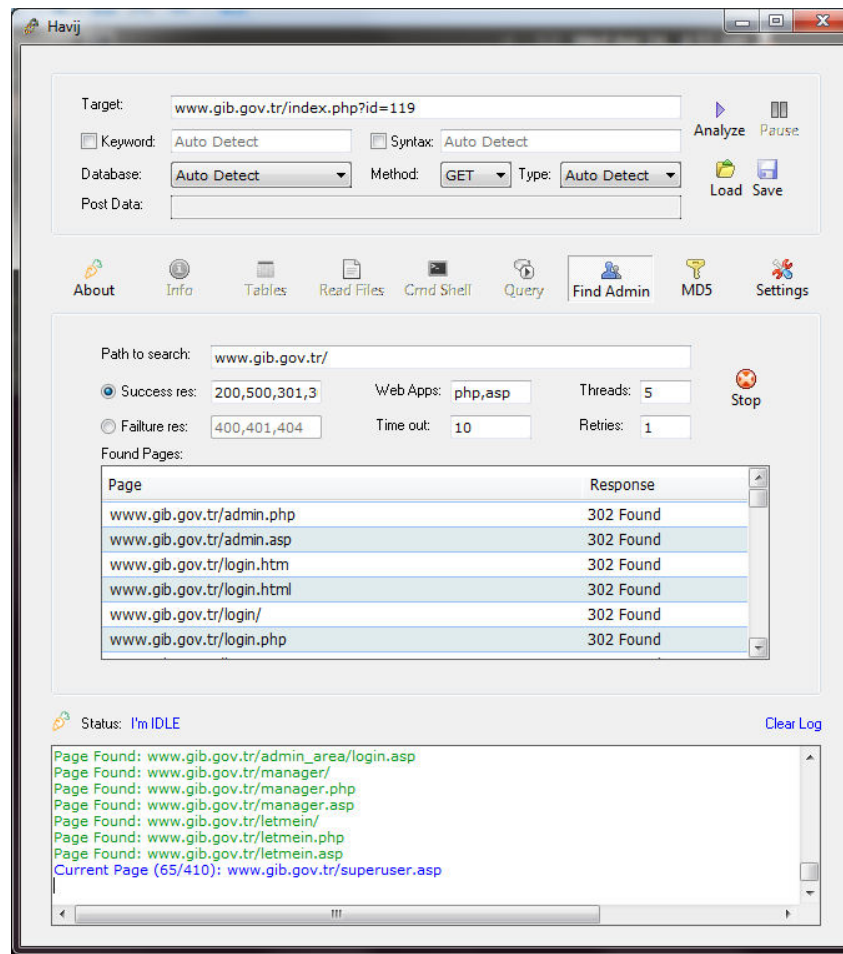 Havij
Target: www.gib.gov.tr/index.php?id=119
Analyze Pause
Keyword: Auto Detect Syntax: Auto Detect
Database: Auto Detect Method: GET Type: Auto Detect
Load Save
Post Data:
About Info Tables Read Files Cmd Shell Query Find Admin MD5 Settings
Path to search: www.gib.gov.tr/
Success res: 200,500,301,3 Web Apps: php,asp Threads: 5
Stop
Failture res: 400,401,404 Time out: 10 Retries: 1
Found Pages:
Page Response
www.gib.gov.tr/admin.php 302 Found
www.gib.gov.tr/admin.asp 302 Found
www.gib.gov.tr/login.htm 302 Found
www.gib.gov.tr/login.html 302 Found
www.gib.gov.tr/login/ 302 Found
www.gib.gov.tr/login.php 302 Found
Status: I'm IDLE Clear Log
Page Found: www.gib.gov.tr/admin_area/login.asp
Page Found: www.gib.gov.tr/manager/
Page Found: www.gib.gov.tr/manager.php
Page Found: www.gib.gov.tr/manager.asp
Page Found: www.gib.gov.tr/letmein/
Page Found: www.gib.gov.tr/letmein.php
Page Found: www.gib.gov.tr/letmein.asp
Current Page (65/410): www.gib.gov.tr/superuser.asp